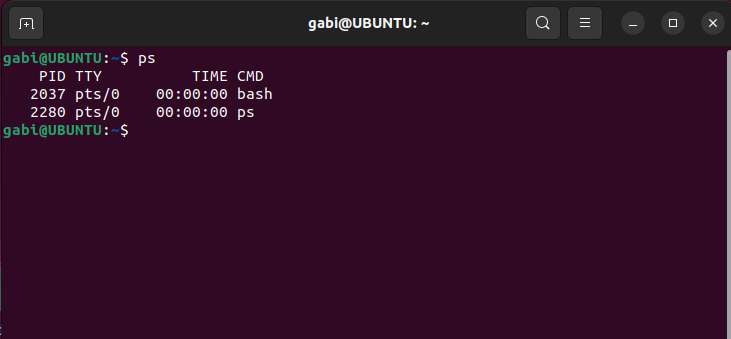 gabi@UBUNTU: ~
gabi@UBUNTU:~$ ps
    PID TTY          TIME CMD
   2037 pts/0    00:00:00 bash
   2280 pts/0    00:00:00 ps
gabi@UBUNTU:~$